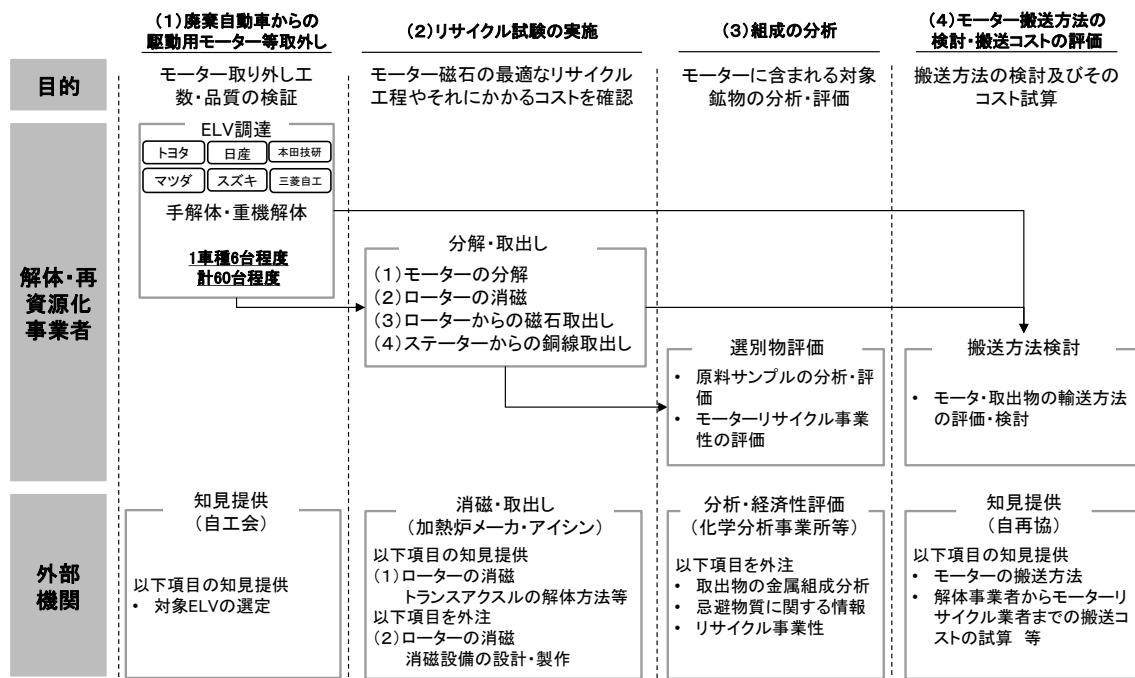 (1)廃棄自動車からの
駆動用モーター等取外し
(2)リサイクル試験の実施
(3)組成の分析
(4)モーター搬送方法の
検討・搬送コストの評価
目的
モーター取り外し工
数・品質の検証
モーター磁石の最適なリサイクル
工程やそれにかかるコストを確認
モーターに含まれる対象
鉱物の分析・評価
搬送方法の検討及びその
コスト試算
解体・再
資源化
事業者
ELV調達
トヨタ
日産
本田技研
マツダ
スズキ
三菱自工
手解体・重機解体
1車種6台程度
計60台程度
分解・取出し
(1)モーターの分解
(2)ローターの消磁
(3)ローターからの磁石取出し
(4)ステーターからの銅線取出し
選別物評価
• 原料サンプルの分析・評
価
• モーターリサイクル事業
性の評価
搬送方法検討
• モータ・取出物の輸送方法
の評価・検討
外部
機関
知見提供
(自工会)
以下項目の知見提供
• 対象ELVの選定
消磁・取出し
(加熱炉メーカ・アイシン)
以下項目の知見提供
(1)ローターの消磁
トランスアクスルの解体方法等
以下項目を外注
(2)ローターの消磁
消磁設備の設計・製作
分析・経済性評価
(化学分析事業所等)
以下項目を外注
• 取出物の金属組成分析
• 忌避物質に関する情報
• リサイクル事業性
知見提供
(自再協)
以下項目の知見提供
• モーターの搬送方法
• 解体事業者からモーターリ
サイクル業者までの搬送コ
ストの試算 等